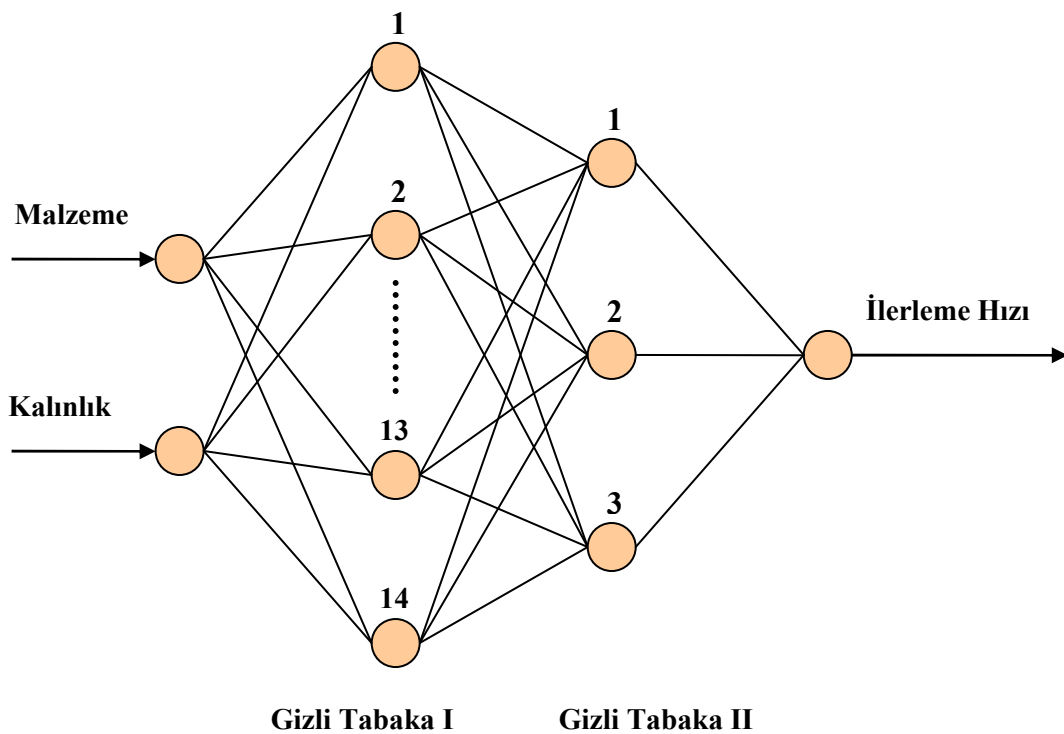 1
1
2
Malzeme
2
İlerleme Hızı
Kalınlık
13
3
14
Gizli Tabaka I
Gizli Tabaka II